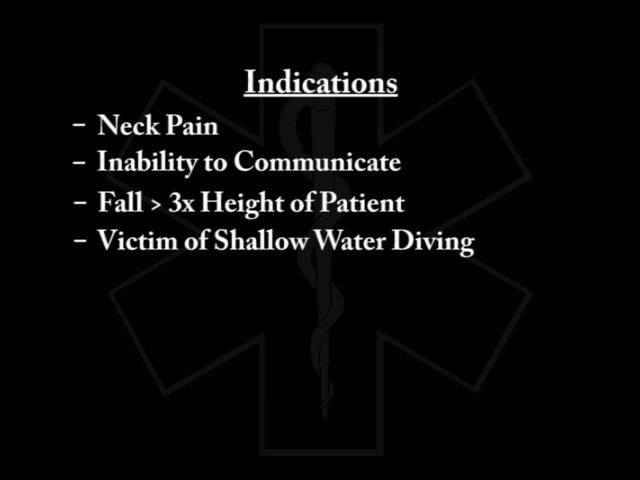 Indications
- Neck Pain
- Inability to Communicate
- Fall > 3x Height of Patient
- Victim of Shallow Water Diving